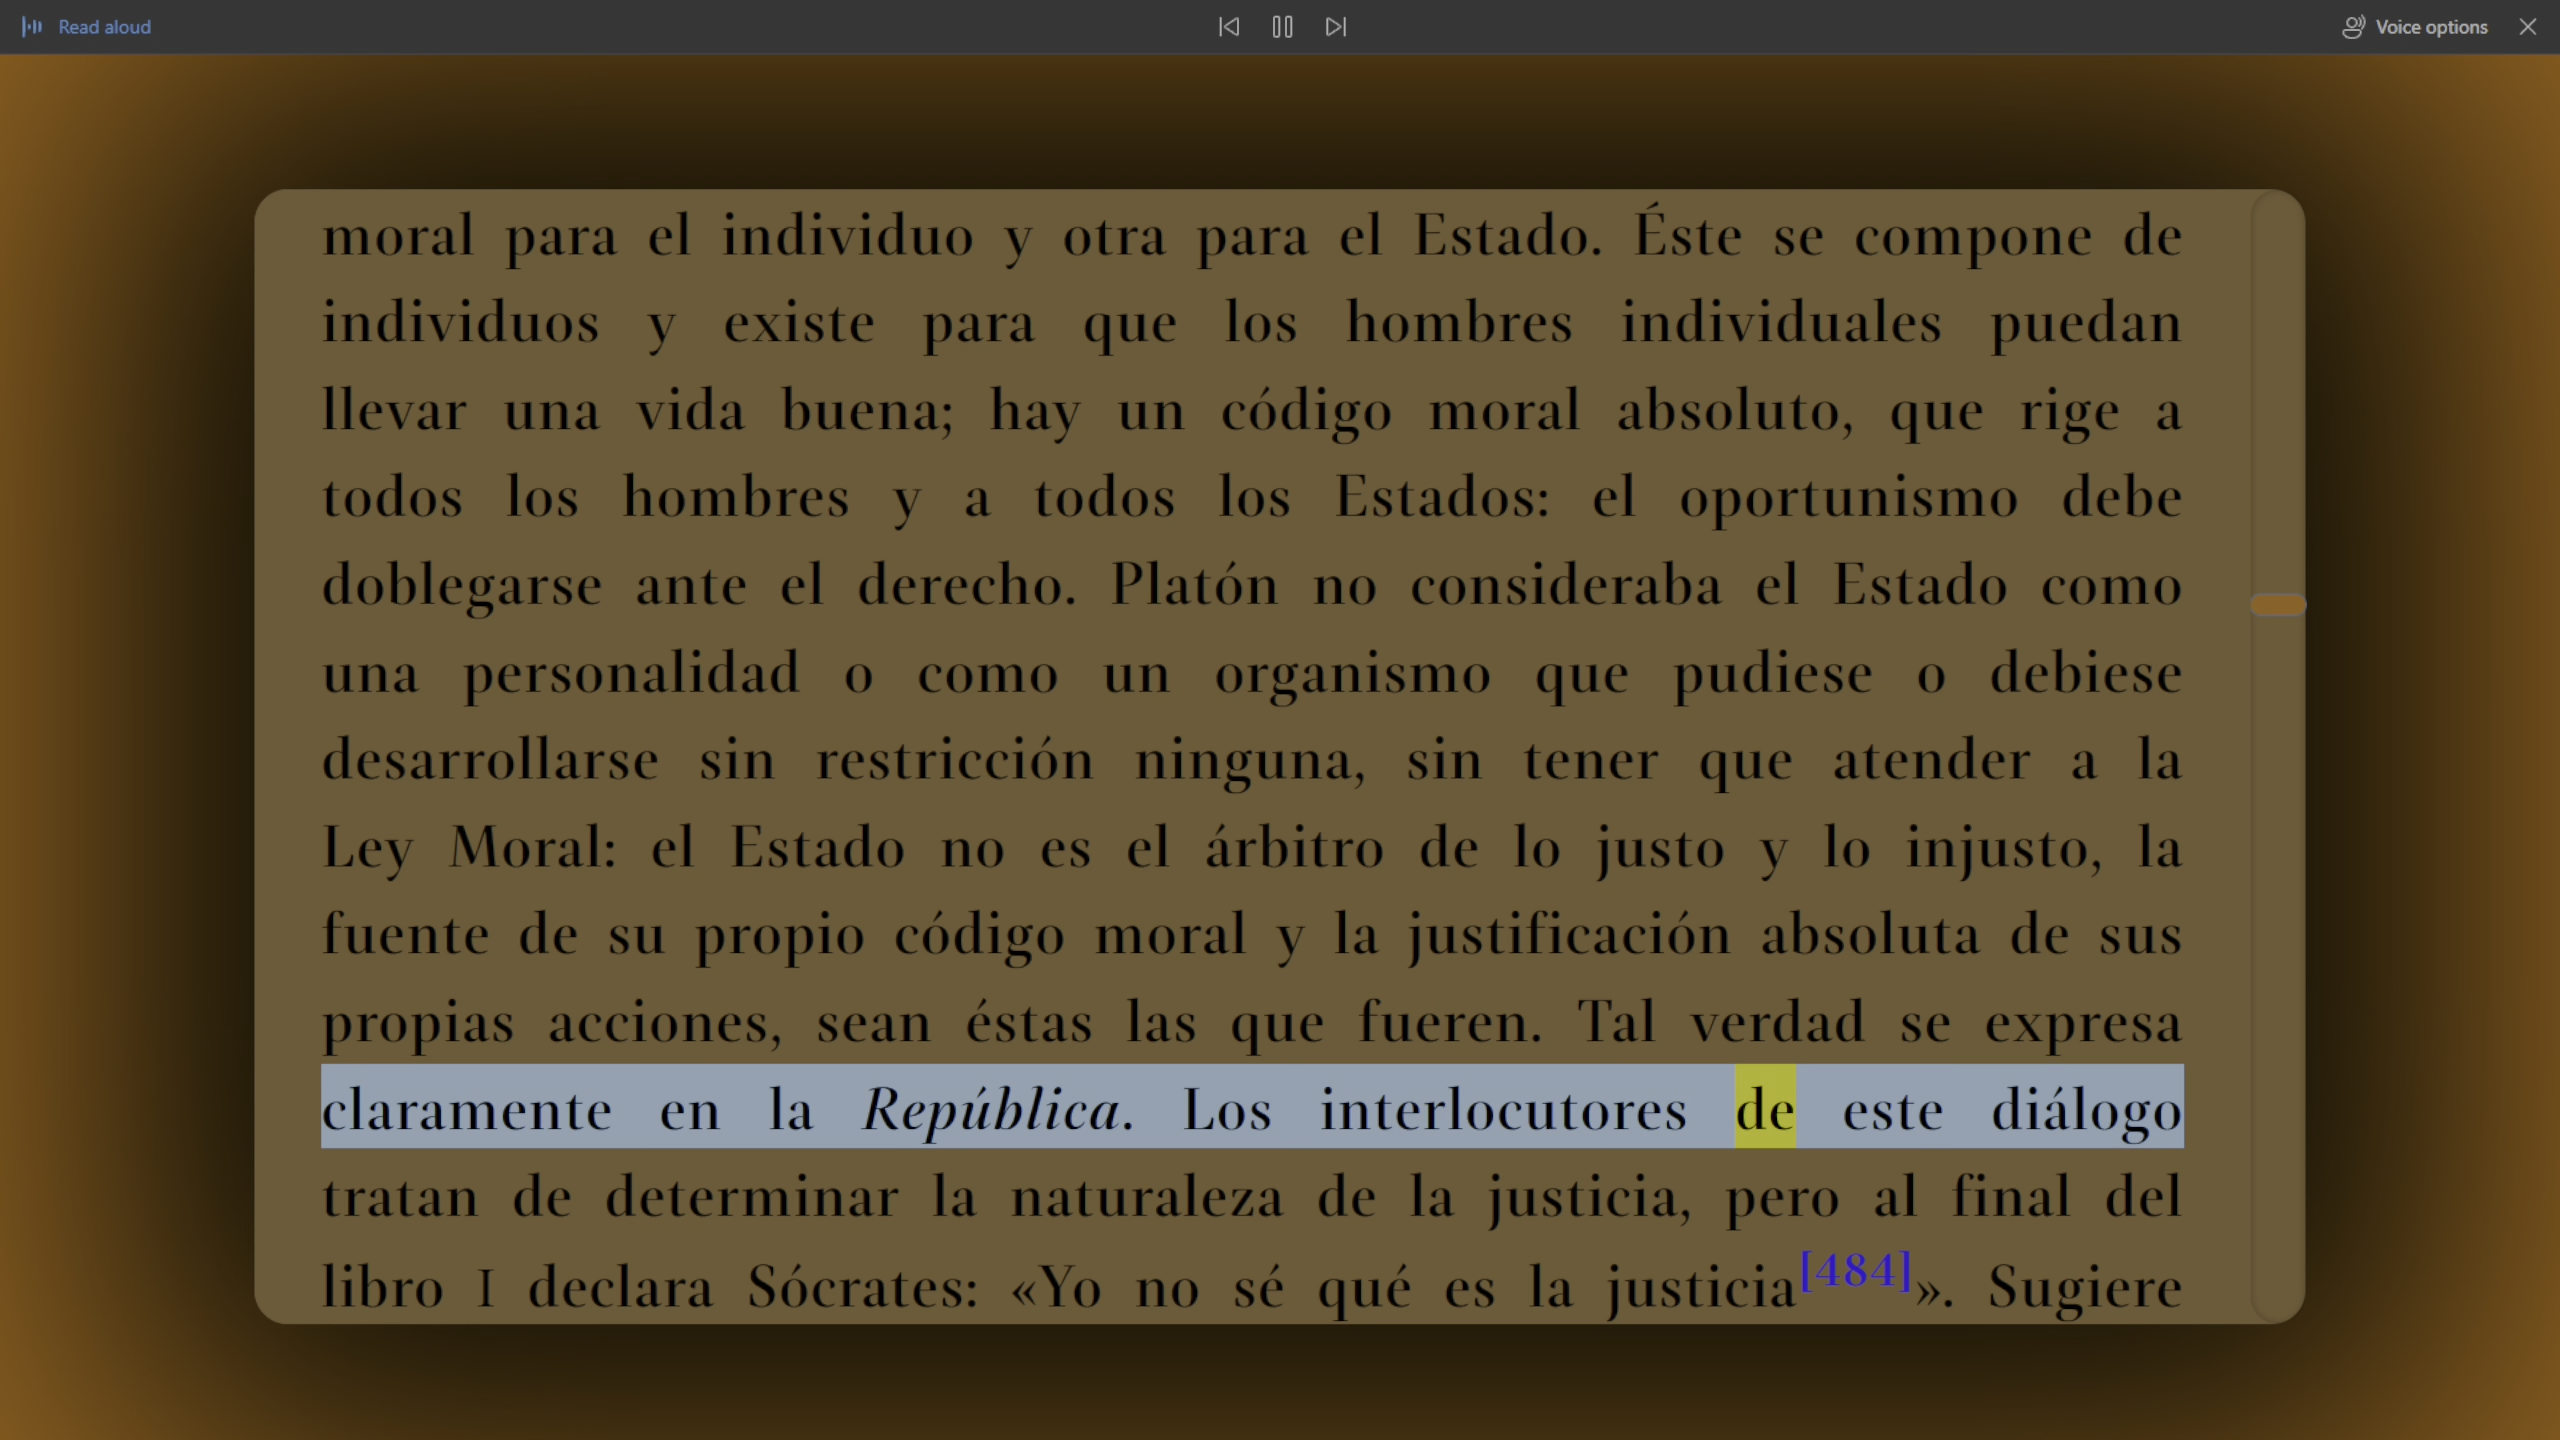 Read aloud
Voice options
moral para el individuo y otra para el Estado. Éste se compone de
individuos y existe para que los hombres individuales puedan
llevar una vida buena; hay un código moral absoluto, que rige a
todos los hombres y a todos los Estados: el oportunismo debe
doblegarse ante el derecho. Platón no consideraba el Estado como
una personalidad o como un organismo que pudiese o debiese
desarrollarse sin restricción ninguna, sin tener que atender a la
Ley Moral: el Estado no es el árbitro de lo justo y lo injusto, la
fuente de su propio código moral y la justificación absoluta de sus
propias acciones, sean éstas las que fueren. Tal verdad se expresa
claramente en la República. Los interlocutores de este diálogo
tratan de determinar la naturaleza de la justicia, pero al final del
libro I declara Sócrates: «Yo no sé qué es la justicia[484]». Sugiere